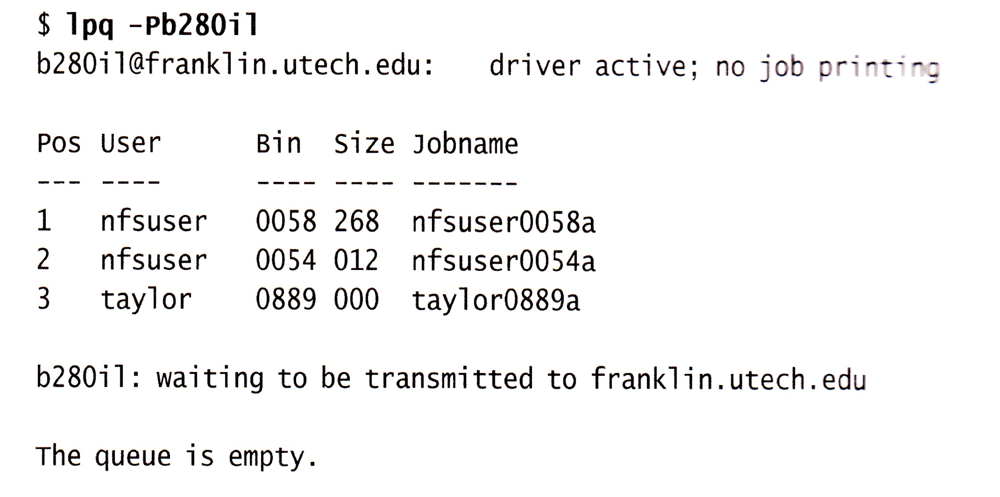 $ lpq -Pb280il
b280il@franklin.utech.edu:    driver active; no job printing
Pos User      Bin  Size Jobname
--- ----      ---- ---- -------
1   nfsuser   0058 268  nfsuser0058a
2   nfsuser   0054 012  nfsuser0054a
3   taylor    0889 000  taylor0889a
b280il: waiting to be transmitted to franklin.utech.edu
The queue is empty.